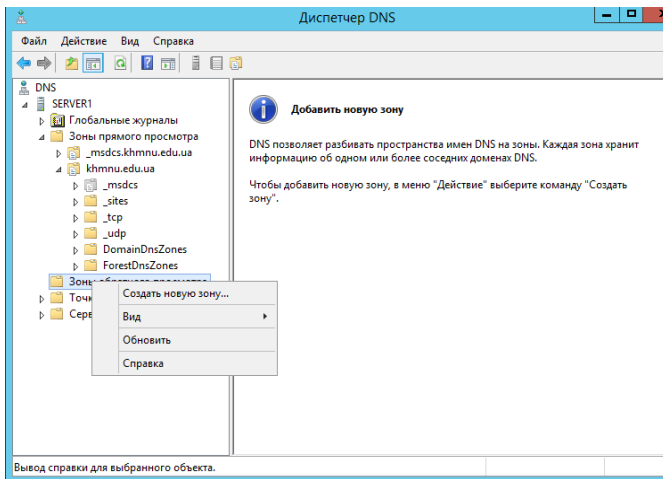 Диспетчер DNS
Файл Действие Вид Справка
DNS
SERVER1
Глобальные журналы
Зоны прямого просмотра
_msdcs.khmnu.edu.ua
khmnu.edu.ua
_msdcs
_sites
_tcp
_udp
DomainDnsZones
ForestDnsZones
Зоны обратного просмотра
Создать новую зону...
Вид
Обновить
Справка
Добавить новую зону
DNS позволяет разбивать пространства имен DNS на зоны. Каждая зона хранит
информацию об одном или более соседних доменах DNS.
Чтобы добавить новую зону, в меню "Действие" выберите команду "Создать
зону".
Вывод справки для выбранного объекта.